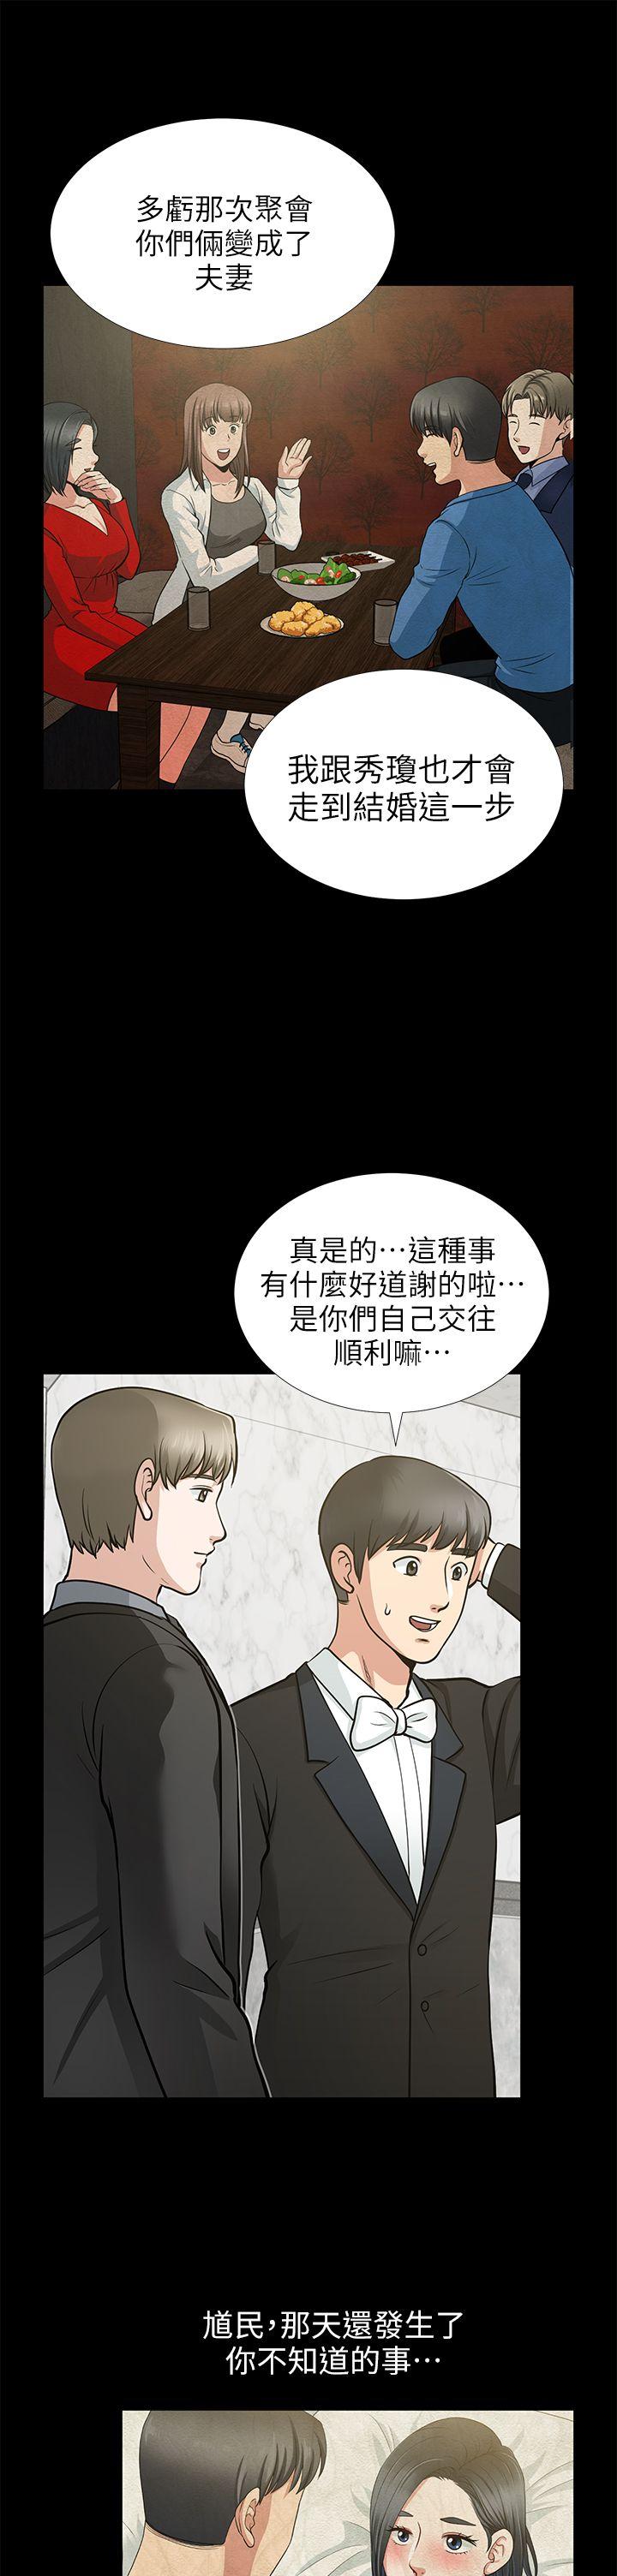 多虧那次聚會
你們倆變成了
夫妻
我跟秀瓊也才會
走到結婚這一步
真是的⋯這種事
有什麼好道謝的啦⋯
是你們自己交往
順利嘛⋯
馗民，那天還發生了
你不知道的事⋯